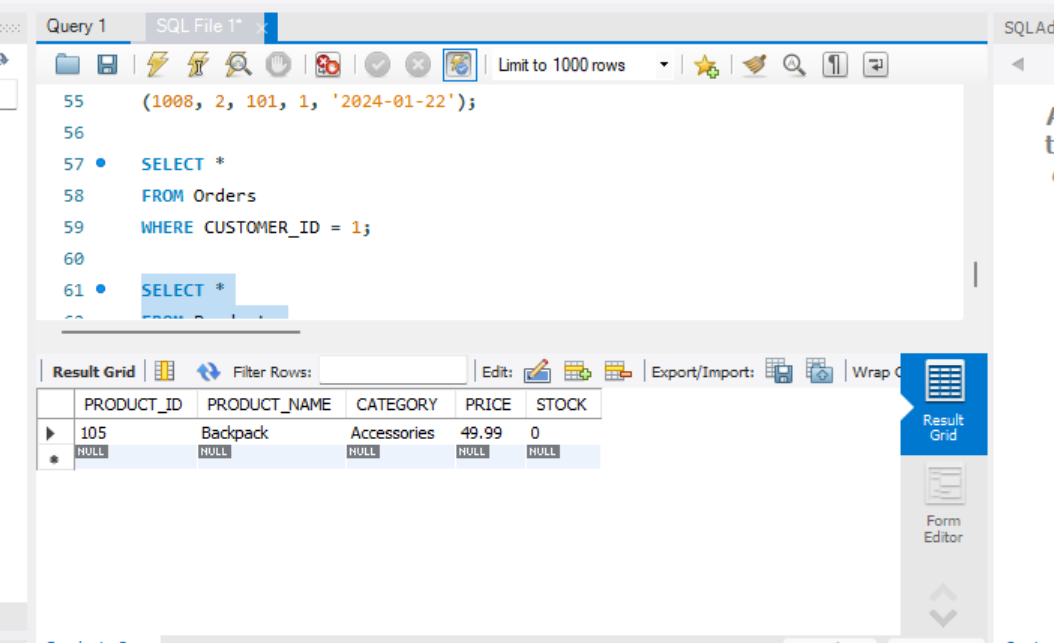 Query 1
SQL File 1*
SQLAd
Limit to 1000 rows
55 (1008, 2, 101, 1, '2024-01-22');
56
57 SELECT *
58 FROM Orders
59 WHERE CUSTOMER_ID = 1;
60
61 SELECT *
Result Grid Filter Rows: Edit: Export/Import: Wrap C
PRODUCT_ID PRODUCT_NAME CATEGORY PRICE STOCK
105 Backpack Accessories 49.99 0
NULL NULL NULL NULL NULL
Result
Grid
Form
Editor